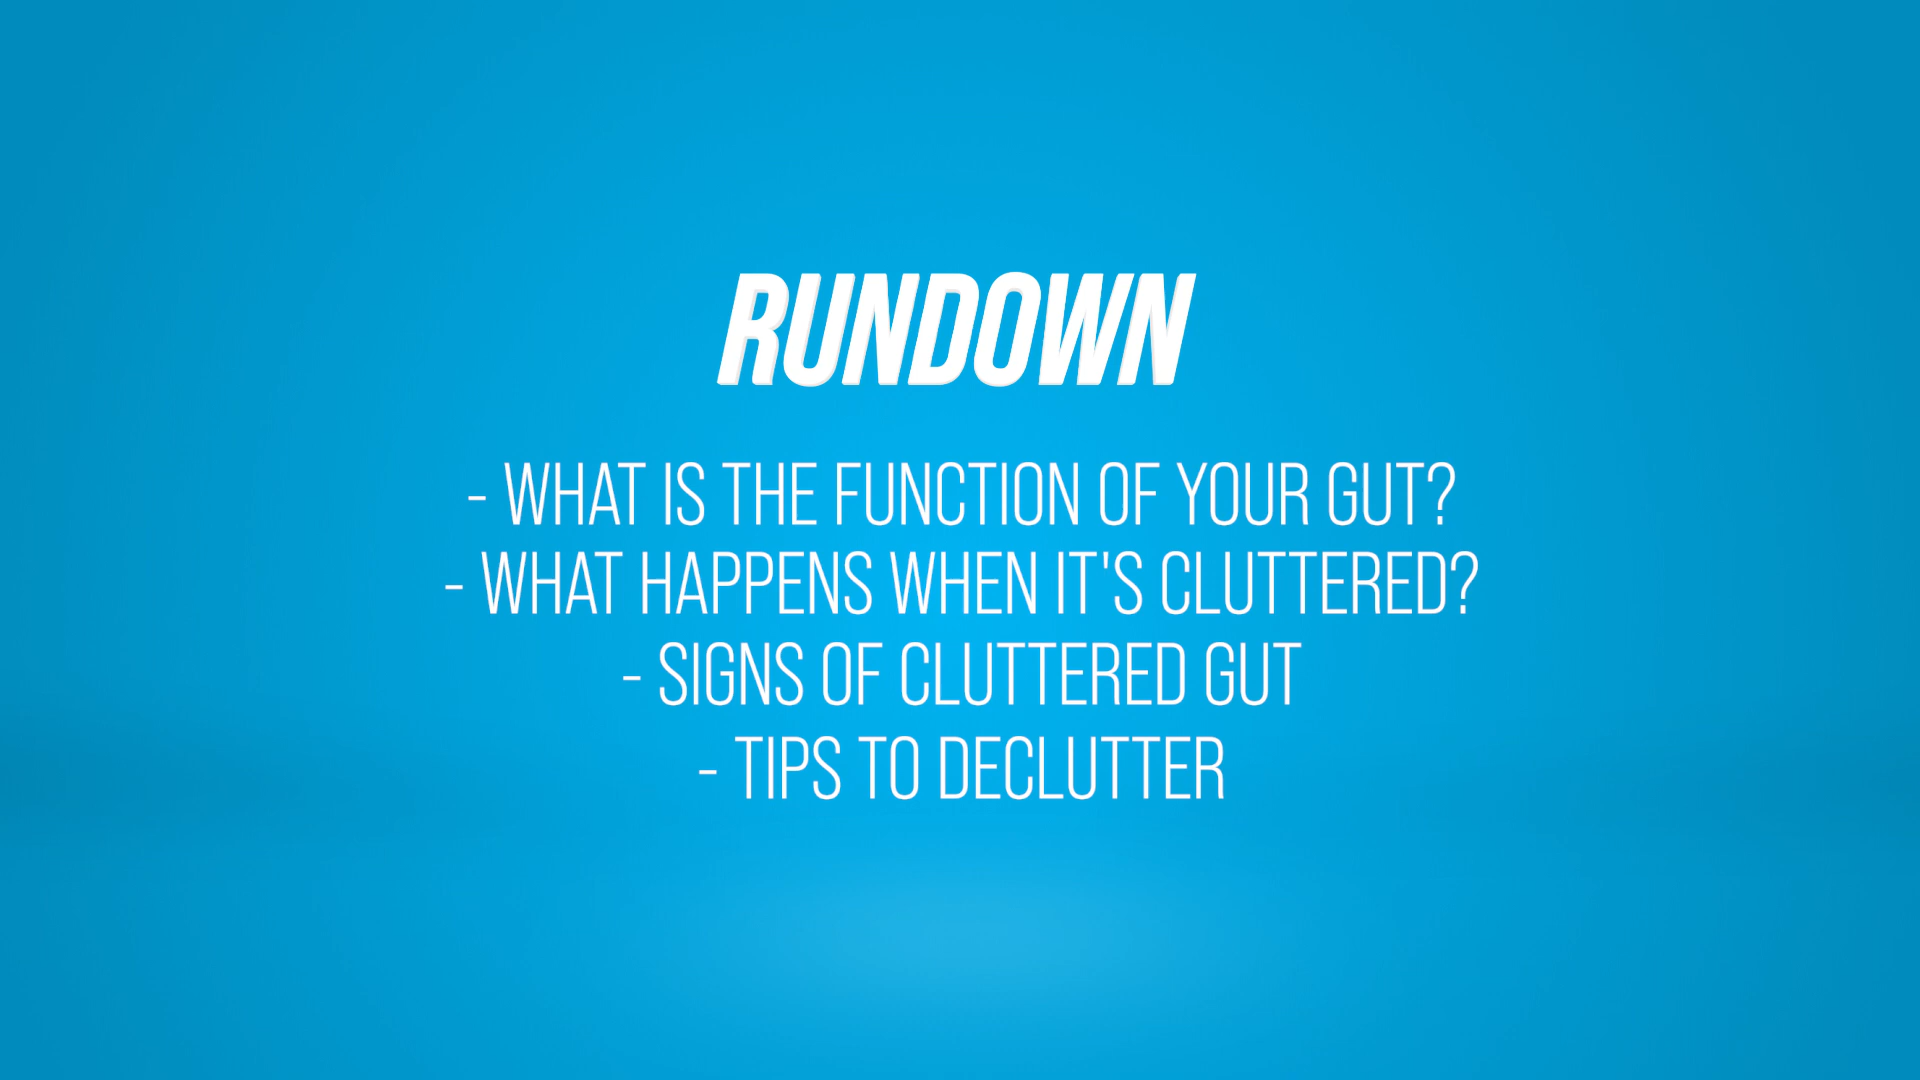 RUNDOWN
- WHAT IS THE FUNCTION OF YOUR GUT?
- WHAT HAPPENS WHEN IT'S CLUTTERED?
- SIGNS OF CLUTTERED GUT
- TIPS TO DECLUTTER